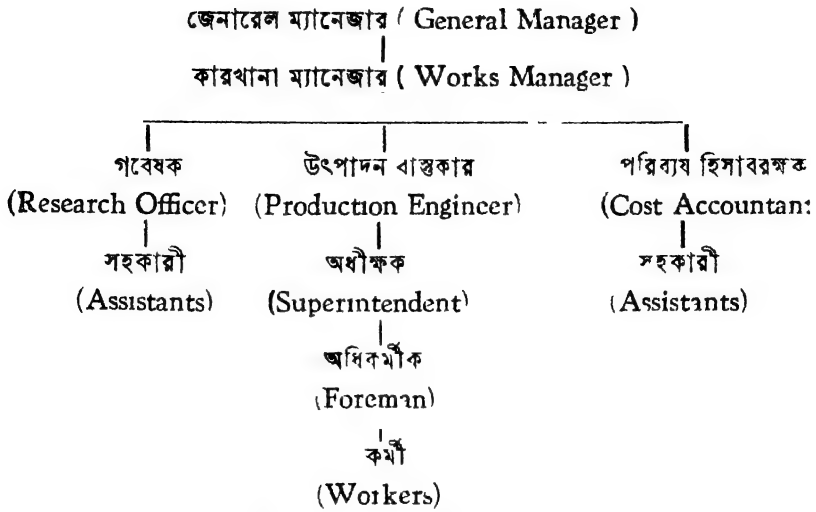 জেনারেল ম্যানেজার ( General Manager )
কারখানা ম্যানেজার ( Works Manager )
গবেষক উৎপাদন বাস্তুকার পরিব্যয় হিসাবরক্ষক
(Research Officer) (Production Engineer) (Cost Accountant:
সহকারী অধীক্ষক সহকারী
(Assistants) (Superintendent) (Assistants)
অধিকর্মীক
(Foreman)
কর্মী
(Workers)